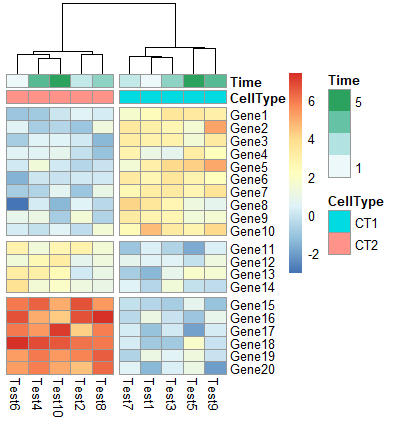 Time
CellType
Gene1
Gene2
Gene3
Gene4
Gene5
Gene6
Gene7
Gene8
Gene9
Gene10
Gene11
Gene12
Gene13
Gene14
Gene15
Gene16
Gene17
Gene18
Gene19
Gene20
Test6
Test4
Test10
Test2
Test8
Test7
Test1
Test3
Test5
Test9
6
4
2
0
-2
Time
5
1
CellType
CT1
CT2